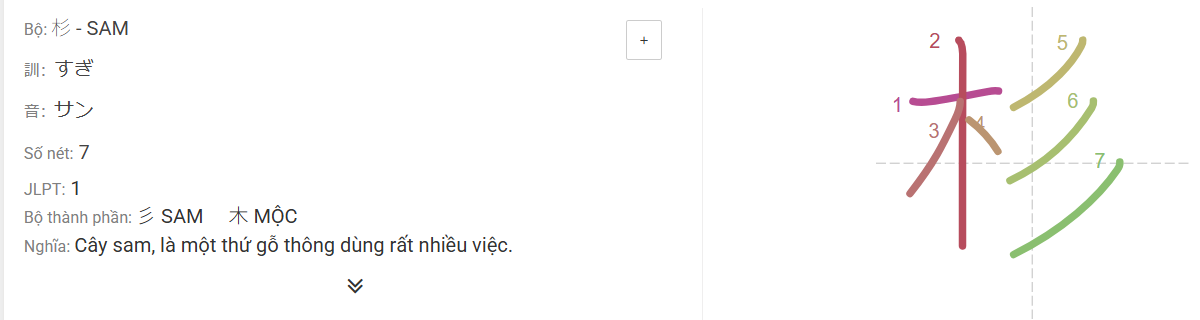 Bộ: 杉 - SAM
+
訓: すぎ
音: サン
Số nét: 7
JLPT: 1
Bộ thành phần: 彡 SAM 木 MỘC
Nghĩa: Cây sam, là một thứ gỗ thông dùng rất nhiều việc.
杉
1
2
3
4
5
6
7